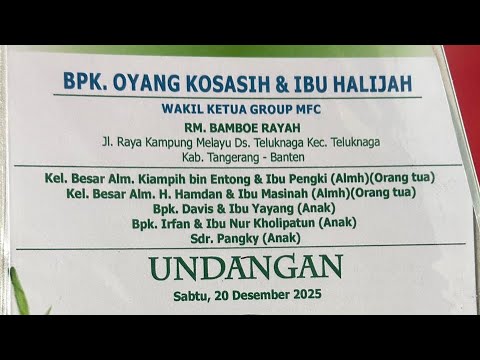 BPK. OYANG KOSASIH & IBU HALIJAH
WAKIL KETUA GROUP MFC
RM. BAMBOE RAYAH
Jl. Raya Kampung Melayu Ds. Teluknaga Kec. Teluknaga
Kab. Tangerang - Banten
Kel. Besar Alm. Kiampih bin Entong & Ibu Pengki (Almh)(Orang tua)
Kel. Besar Alm. H. Hamdan & Ibu Masinah (Almh)(Orang tua)
Bpk. Davis & Ibu Yayang (Anak)
Bpk. Irfan & Ibu Nur Kholipatun (Anak)
Sdr. Pangky (Anak)
UNDANGAN
Sabtu, 20 Desember 2025